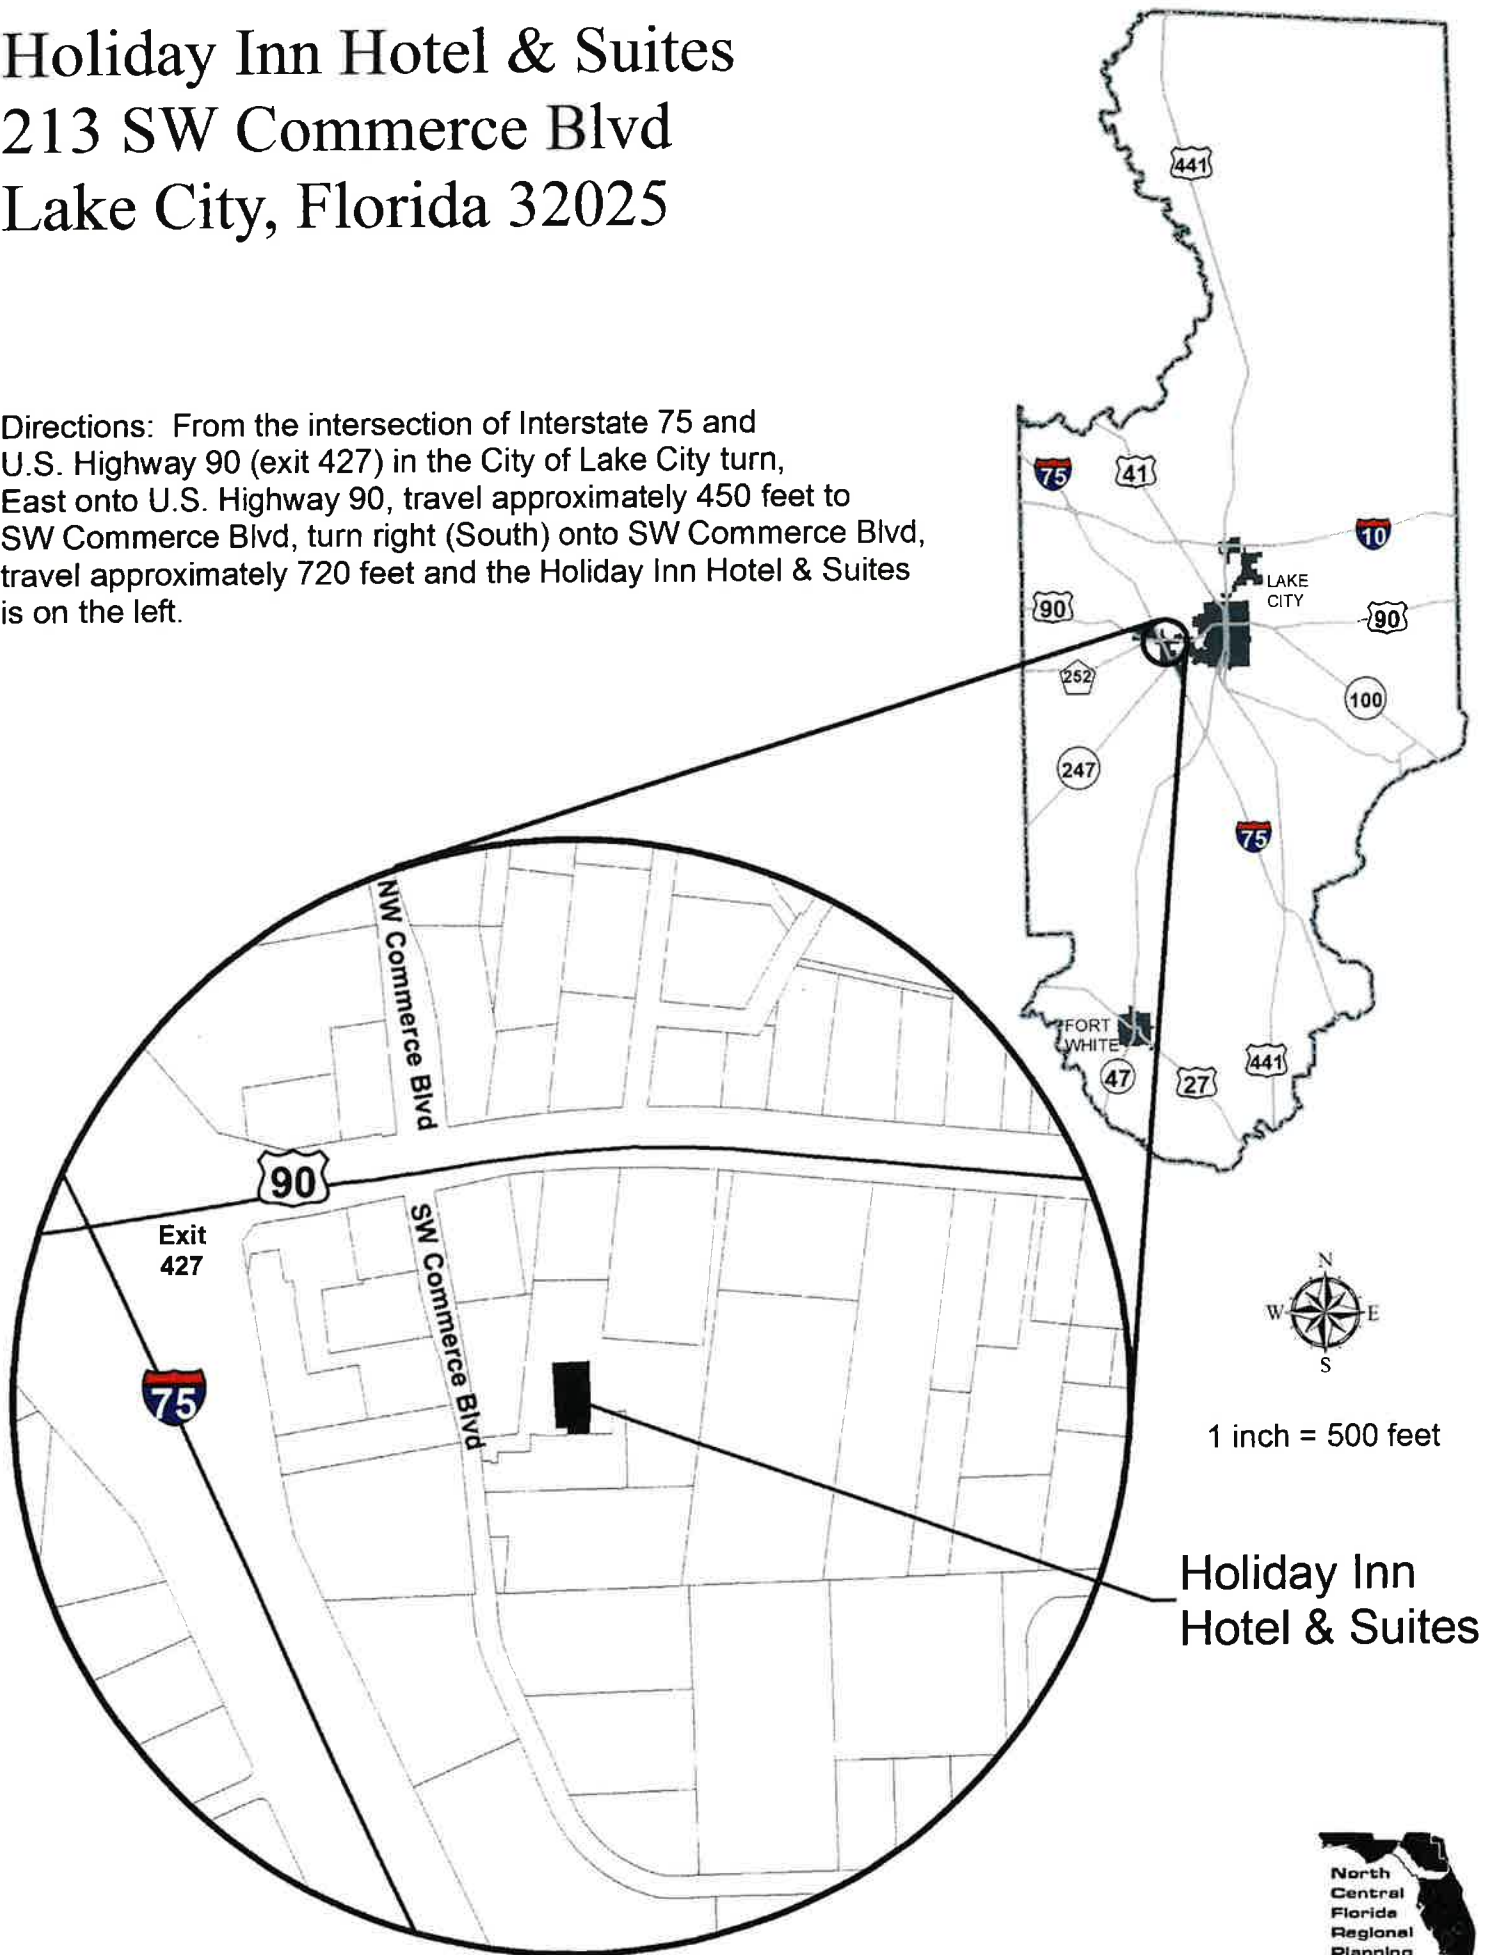 Holiday Inn Hotel & Suites
213 SW Commerce Blvd
Lake City, Florida 32025
Directions: From the intersection of Interstate 75 and
U.S. Highway 90 (exit 427) in the City of Lake City turn,
East onto U.S. Highway 90, travel approximately 450 feet to
SW Commerce Blvd, turn right (South) onto SW Commerce Blvd,
travel approximately 720 feet and the Holiday Inn Hotel & Suites
is on the left.
441
75
41
10
LAKE
CITY
90
90
252
100
247
75
FORT
WHITE
47
27
441
NW Commerce Blvd
90
Exit
427
SW Commerce Blvd
75
N
W
E
S
1 inch = 500 feet
Holiday Inn
Hotel & Suites
North
Central
Florida
Regional
Planning